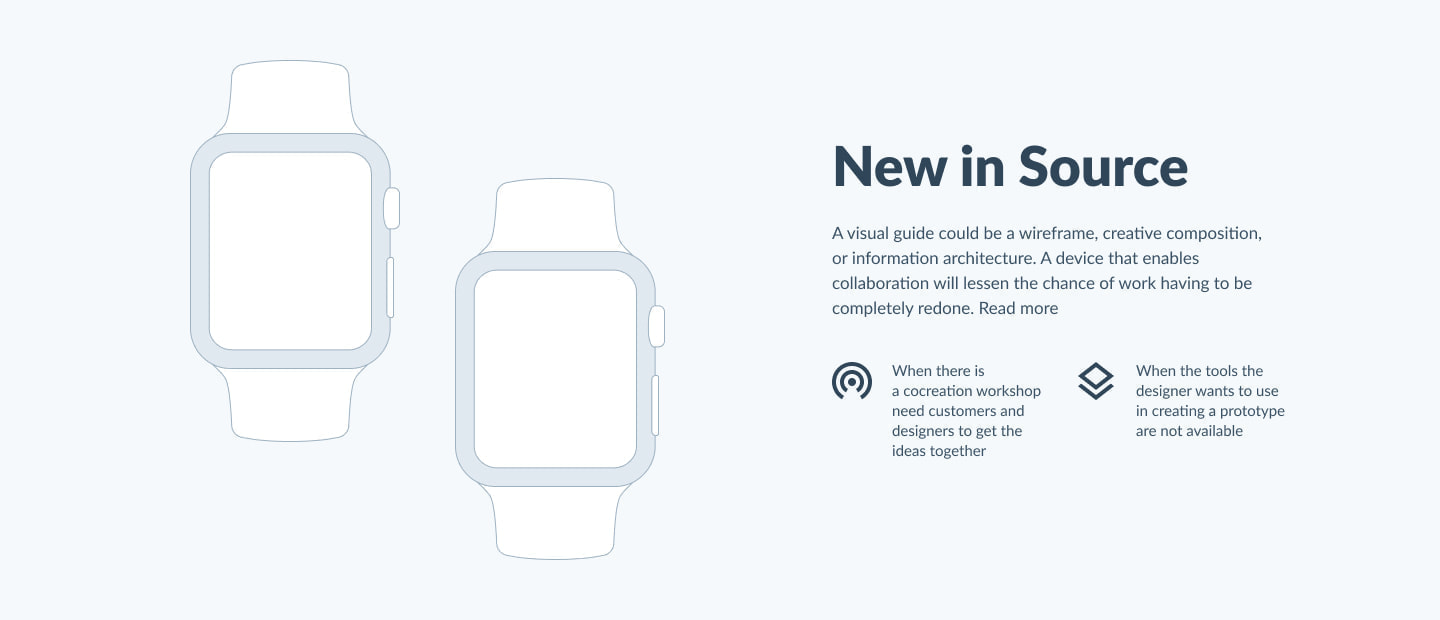 New in Source
A visual guide could be a wireframe, creative composition,
or information architecture. A device that enables
collaboration will lessen the chance of work having to be
completely redone. Read more
When there is
a cocreation workshop
need customers and
designers to get the
ideas together
When the tools the
designer wants to use
in creating a prototype
are not available